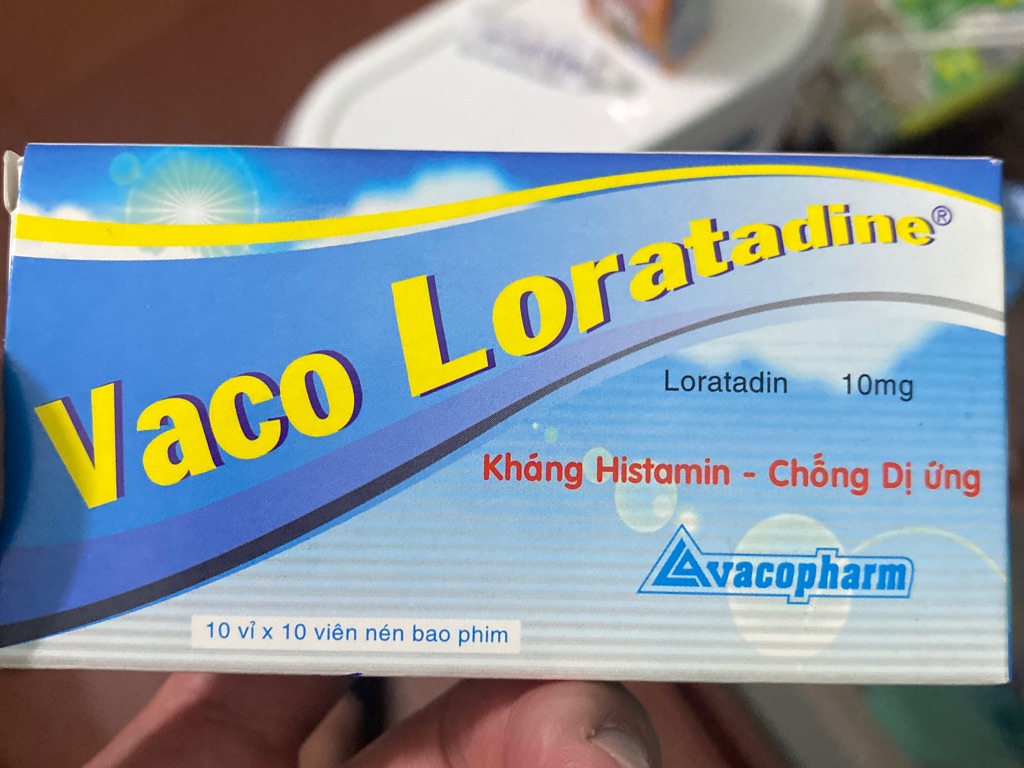 Vaco Loratadine®
Loratadin 10mg
Kháng Histamin - Chống Dị ứng
vacopharm
10 vỉ x 10 viên nén bao phim